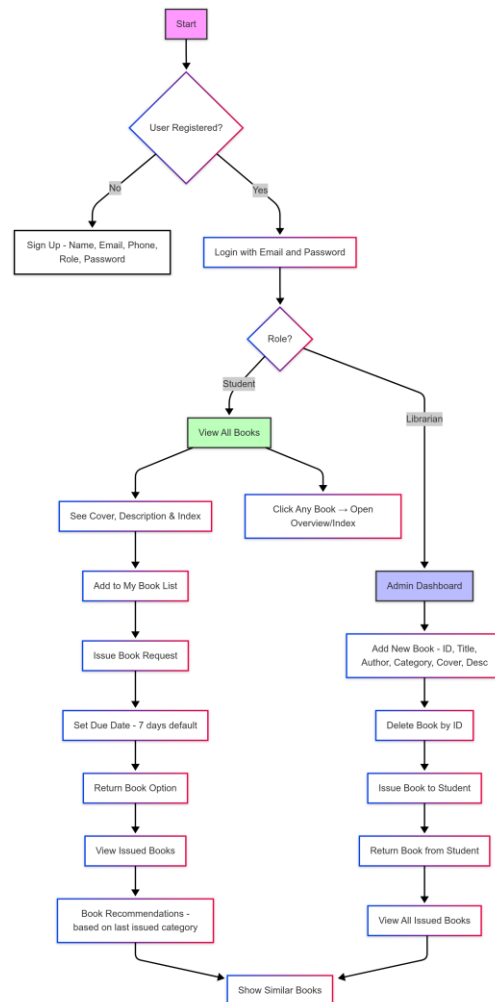 Start
User Registered?
No
Yes
Sign Up - Name, Email, Phone,
Role, Password
Login with Email and Password
Role?
Student
Librarian
View All Books
See Cover, Description & Index
Click Any Book → Open
Overview/Index
Add to My Book List
Admin Dashboard
Issue Book Request
Add New Book - ID, Title,
Author, Category, Cover, Desc
Set Due Date - 7 days default
Delete Book by ID
Return Book Option
Issue Book to Student
View Issued Books
Return Book from Student
Book Recommendations -
based on last issued category
View All Issued Books
Show Similar Books